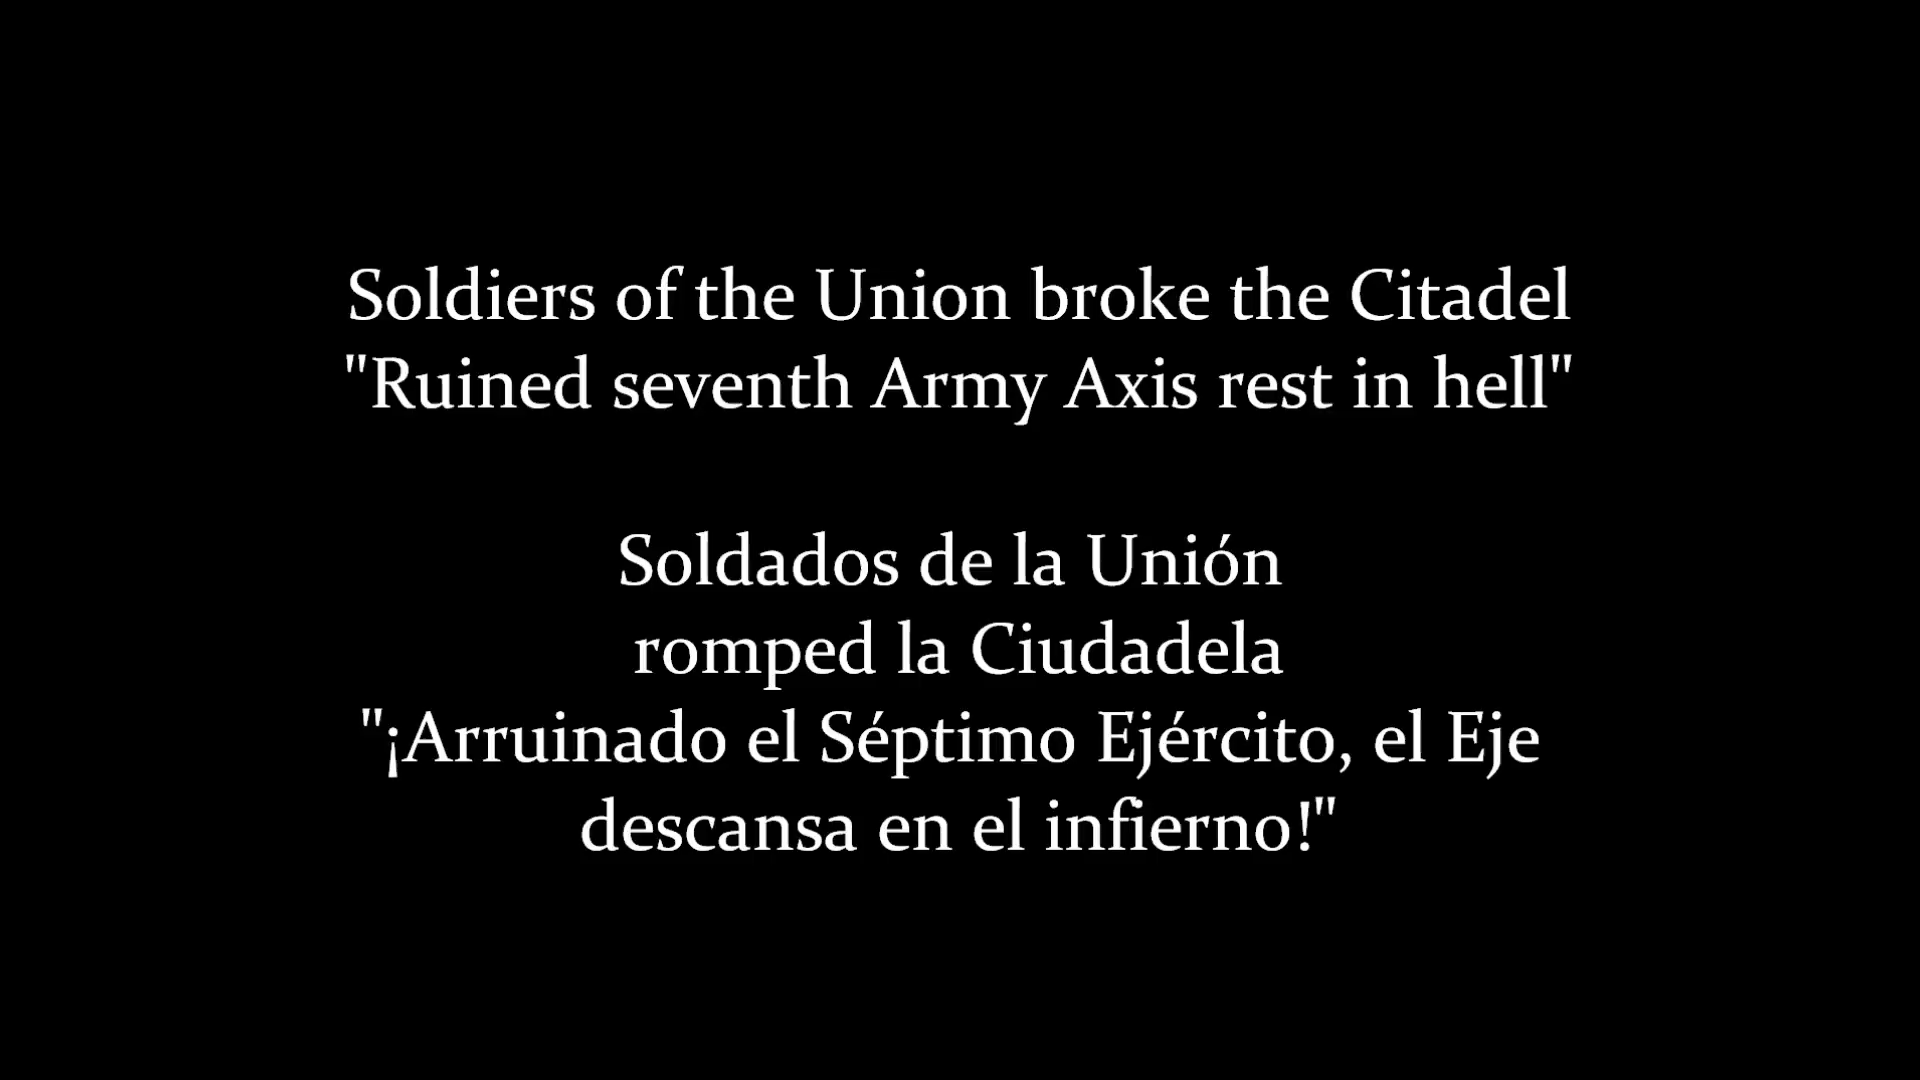 Soldiers of the Union broke the Citadel
"Ruined seventh Army Axis rest in hell"
Soldados de la Unión
romped la Ciudadela
"¡Arruinado el Séptimo Ejército, el Eje
descansa en el infierno!"